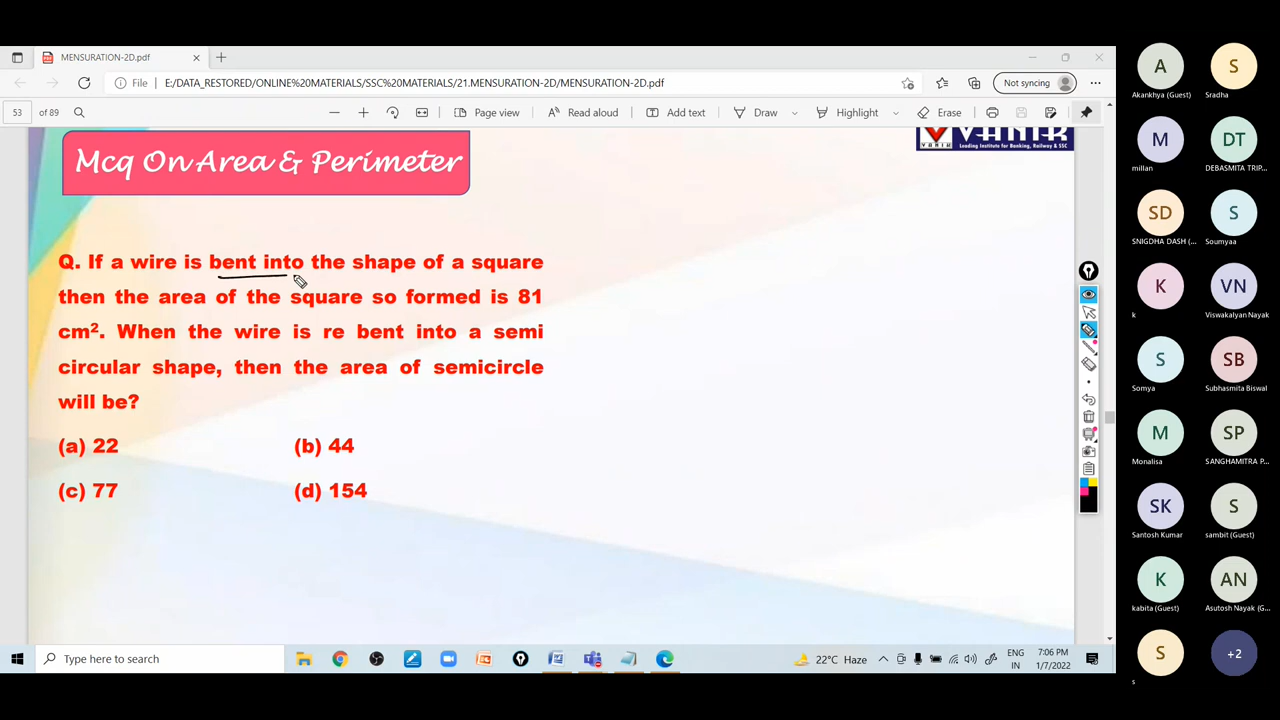 MENSURATION-2D.pdf
File E:/DATA_RESTORED/ONLINE%20MATERIALS/SSC%20MATERIALS/21.MENSURATION-2D/MENSURATION-2D.pdf Not syncing
53 of 89 Page view Read aloud Add text Draw Highlight Erase
Mcq On Area & Perimeter
VANIK
VANIK Leading Institute for Banking, Railway & SSC
Q. If a wire is bent into the shape of a square
then the area of the square so formed is 81
cm². When the wire is re bent into a semi
circular shape, then the area of semicircle
will be?
(a) 22 (b) 44
(c) 77 (d) 154
A S
Akankhya (Guest) Sradha
M DT
millan DEBASMITA TRIP...
SD S
SNIGDHA DASH (... Soumyaa
K VN
k Viswakalyan Nayak
S SB
Somya Subhasmita Biswal
M SP
Monalisa SANGHAMITRA P...
SK S
Santosh Kumar sambit (Guest)
K AN
kabita (Guest) Asutosh Nayak (G...
S +2
s
Type here to search 22°C Haze ENG 7:06 PM
IN 1/7/2022